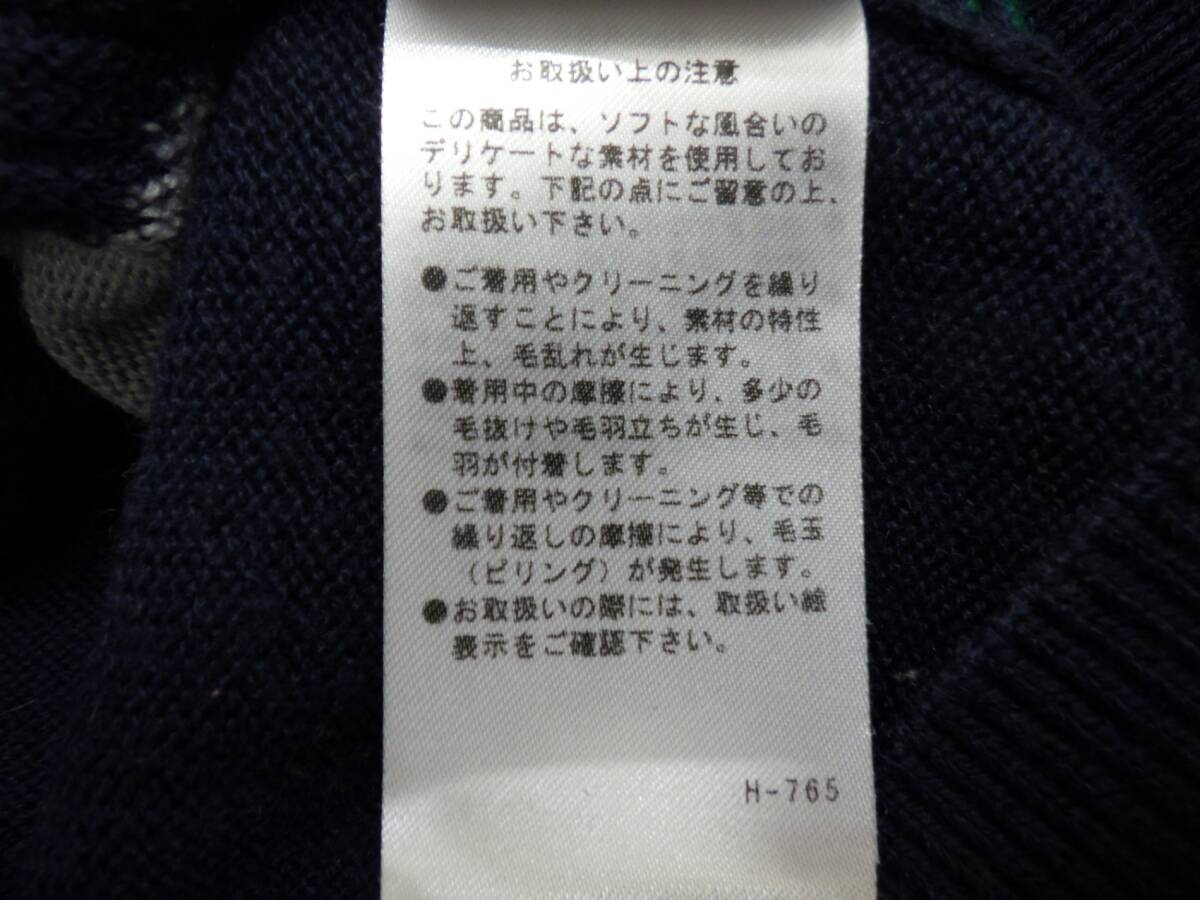 お取扱い上の注意
この商品は、ソフトな風合いの
デリケートな素材を使用してお
ります。下記の点にご留意の上、
お取扱い下さい。
●ご着用やクリーニングを繰り
返すことにより、素材の特性
上、毛乱れが生じます。
●着用中の摩擦により、多少の
毛抜けや毛羽立ちが生じ、毛
羽が付着します。
●ご着用やクリーニング等での
繰り返しの摩擦により、毛玉
（ピリング）が発生します。
●お取扱いの際には、取扱い絵
表示をご確認下さい。
H-765